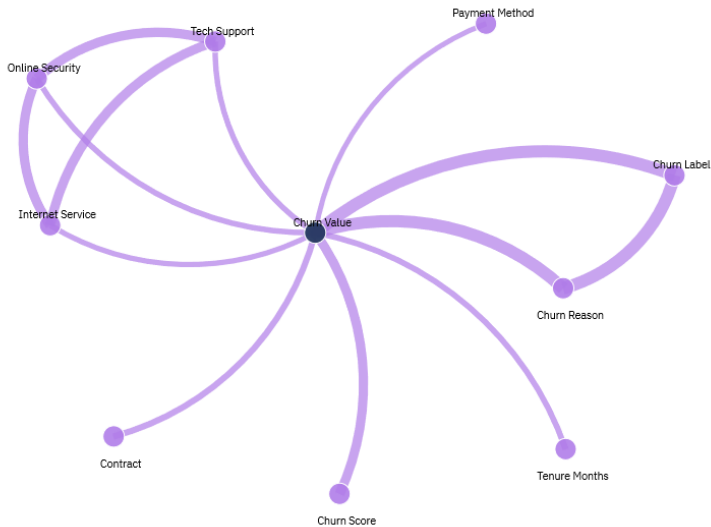 Payment Method
Tech Support
Online Security
Churn Label
Internet Service
Churn Value
Churn Reason
Contract
Tenure Months
Churn Score